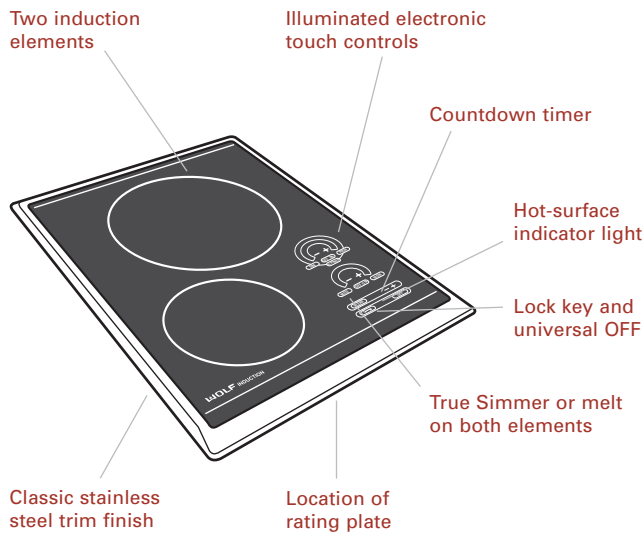 Two induction
elements
Illuminated electronic
touch controls
Countdown timer
Hot-surface
indicator light
Lock key and
universal OFF
WOLF INDUCTION
True Simmer or melt
on both elements
Classic stainless
steel trim finish
Location of
rating plate